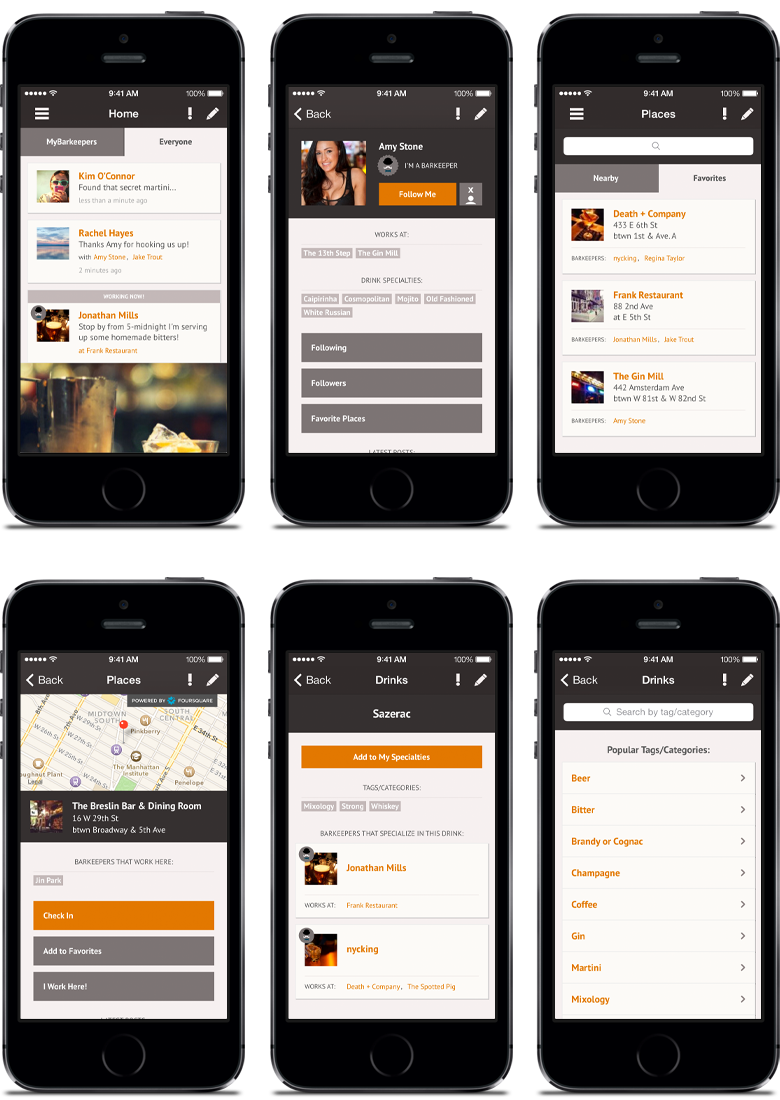 9:41 AM 100%
Home
MyBarkeepers Everyone
Kim O'Connor
Found that secret martini...
less than a minute ago
Rachel Hayes
Thanks Amy for hooking us up!
with Amy Stone, Jake Trout
2 minutes ago
WORKING NOW!
Jonathan Mills
Stop by from 5-midnight I'm serving
up some homemade bitters!
at Frank Restaurant
9:41 AM 100%
Back
Amy Stone
I'M A BARKEEPER
Follow Me X
WORKS AT:
The 13th Step The Gin Mill
DRINK SPECIALTIES:
Caipirinha Cosmopolitan Mojito Old Fashioned
White Russian
Following
Followers
Favorite Places
LATEST POSTS:
9:41 AM 100%
Places
Nearby Favorites
Death + Company
433 E 6th St
btwn 1st & Ave. A
BARKEEPERS: nycking, Regina Taylor
Frank Restaurant
88 2nd Ave
at E 5th St
BARKEEPERS: Jonathan Mills, Jake Trout
The Gin Mill
442 Amsterdam Ave
btwn W 81st & W 82nd St
BARKEEPERS: Amy Stone
9:41 AM 100%
Back Places
POWERED BY FOURSQUARE
MIDTOWN SOUTH
SOUTH CENTRAL
Pinkberry
7th Ave
E 34th St
W 26th St
W 25th St
W 24th St
E 31st St
The Manhattan Institute
Penelope
Local
The Breslin Bar & Dining Room
16 W 29th St
btwn Broadway & 5th Ave
BARKEEPERS THAT WORK HERE:
Jin Park
Check In
Add to Favorites
I Work Here!
LATEST POSTS
9:41 AM 100%
Back Drinks
Sazerac
Add to My Specialties
TAGS/CATEGORIES:
Mixology Strong Whiskey
BARKEEPERS THAT SPECIALIZE IN THIS DRINK:
Jonathan Mills
WORKS AT: Frank Restaurant
nycking
WORKS AT: Death + Company, The Spotted Pig
9:41 AM 100%
Back Drinks
Search by tag/category
Popular Tags/Categories:
Beer
Bitter
Brandy or Cognac
Champagne
Coffee
Gin
Martini
Mixology